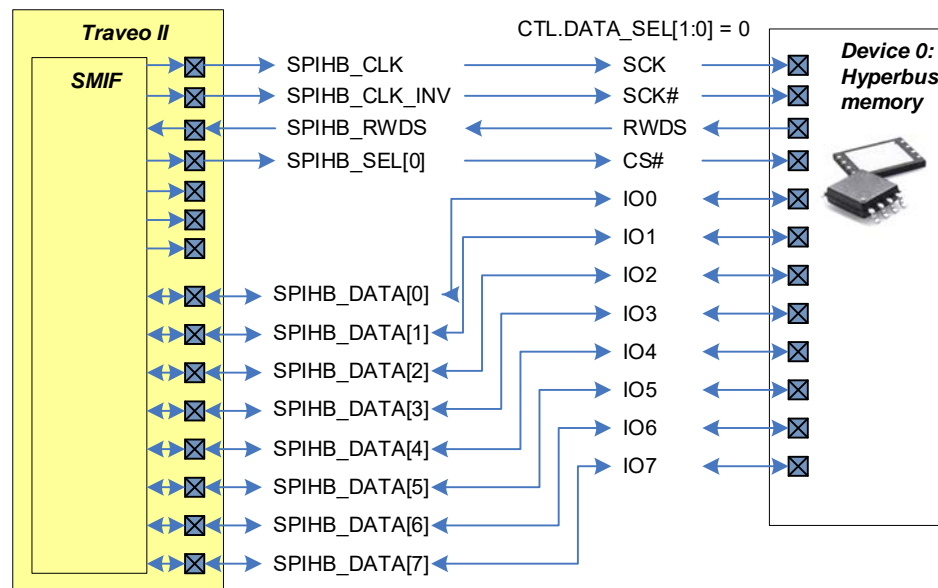 Traveo II
CTL.DATA_SEL[1:0] = 0
SMIF
Device 0:
Hyperbus
memory
SPIHB_CLK
SCK
SPIHB_CLK_INV
SCK#
SPIHB_RWDS
RWDS
SPIHB_SEL[0]
CS#
IO0
IO1
IO2
SPIHB_DATA[0]
IO3
SPIHB_DATA[1]
IO4
SPIHB_DATA[2]
IO5
SPIHB_DATA[3]
IO6
SPIHB_DATA[4]
IO7
SPIHB_DATA[5]
SPIHB_DATA[6]
SPIHB_DATA[7]